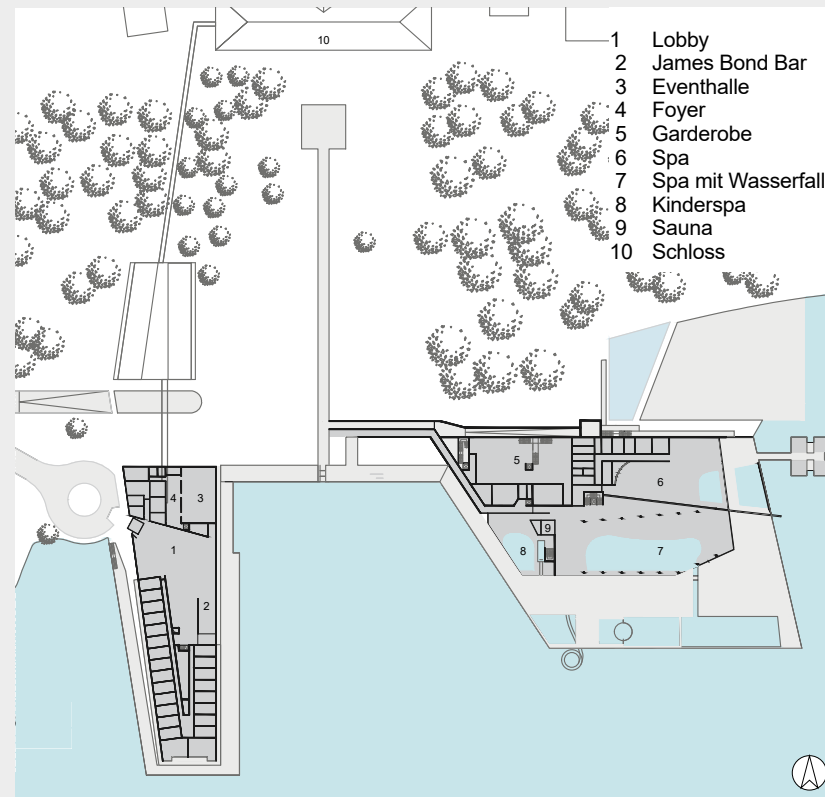 10
1 Lobby
2 James Bond Bar
3 Eventhalle
4 Foyer
5 Garderobe
6 Spa
7 Spa mit Wasserfall
8 Kinderspa
9 Sauna
10 Schloss
5
6
4
3
9
1
8
7
2